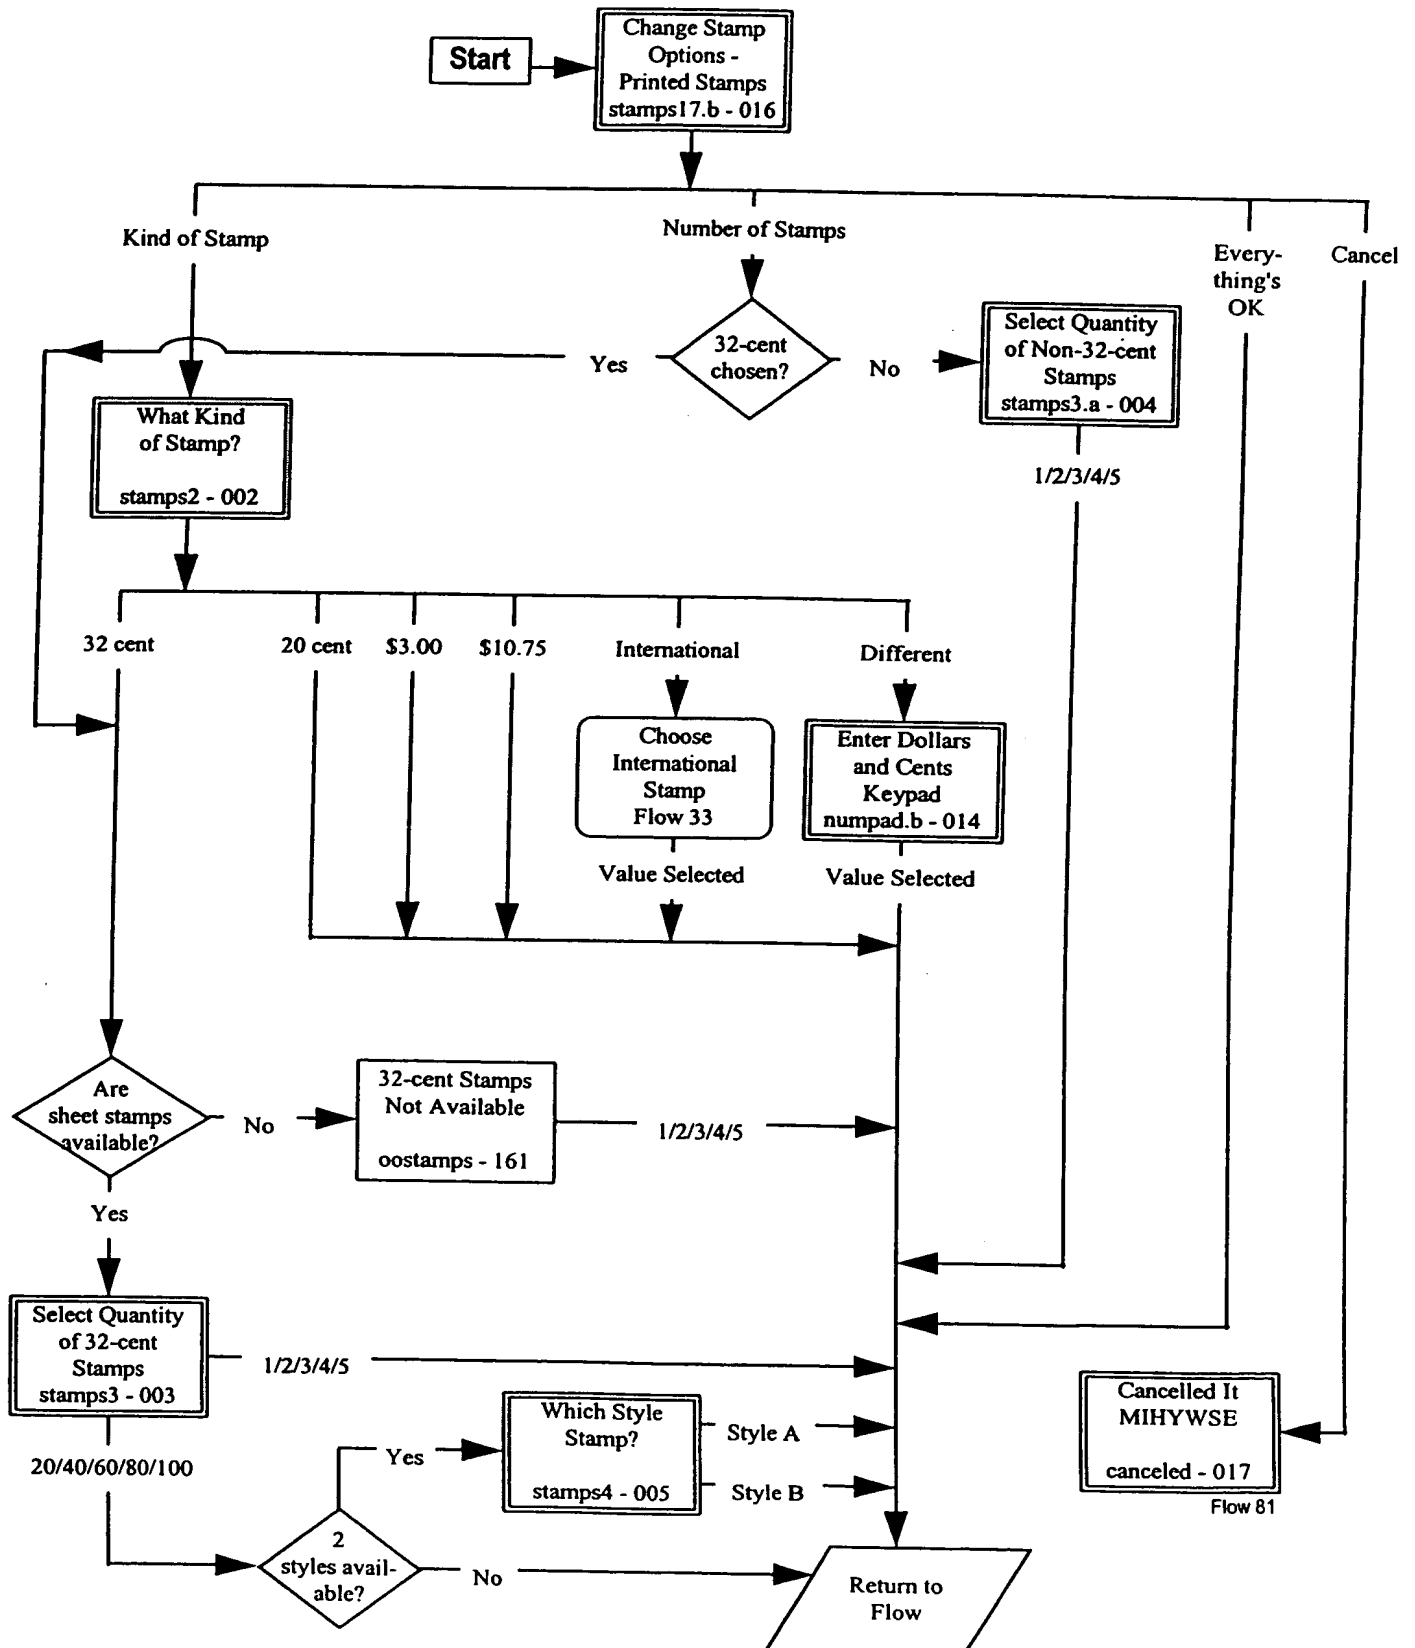 Start
Change Stamp
Options -
Printed Stamps
stamps17.b - 016
Kind of Stamp
Number of Stamps
Every-
thing's
OK
Cancel
32-cent
chosen?
Yes
No
Select Quantity
of Non-32-cent
Stamps
stamps3.a - 004
1/2/3/4/5
What Kind
of Stamp?
stamps2 - 002
32 cent
20 cent
$3.00
$10.75
International
Different
Choose
International
Stamp
Flow 33
Enter Dollars
and Cents
Keypad
numpad.b - 014
Value Selected
Value Selected
Are
sheet stamps
available?
No
32-cent Stamps
Not Available
oostamps - 161
1/2/3/4/5
Yes
Select Quantity
of 32-cent
Stamps
stamps3 - 003
1/2/3/4/5
20/40/60/80/100
Yes
Which Style
Stamp?
stamps4 - 005
Style A
Style B
2
styles avail-
able?
No
Cancelled It
MIHYWSE
canceled - 017
Flow 81
Return to
Flow